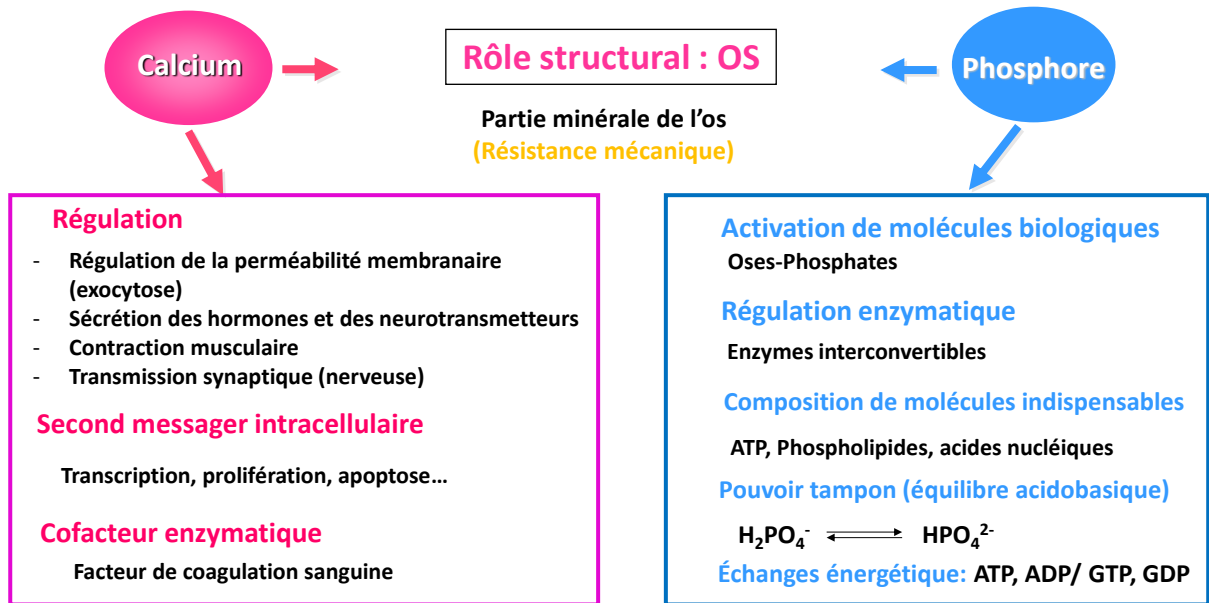 Calcium
Rôle structural : OS
Phosphore
Partie minérale de l'os
(Résistance mécanique)
Régulation
- Régulation de la perméabilité membranaire
(exocytose)
- Sécrétion des hormones et des neurotransmetteurs
- Contraction musculaire
- Transmission synaptique (nerveuse)
Second messager intracellulaire
Transcription, prolifération, apoptose...
Cofacteur enzymatique
Facteur de coagulation sanguine
Activation de molécules biologiques
Oses-Phosphates
Régulation enzymatique
Enzymes interconvertibles
Composition de molécules indispensables
ATP, Phospholipides, acides nucléiques
Pouvoir tampon (équilibre acidobasique)
H₂PO₄⁻ ⇌ HPO₄²⁻
Échanges énergétique: ATP, ADP/ GTP, GDP